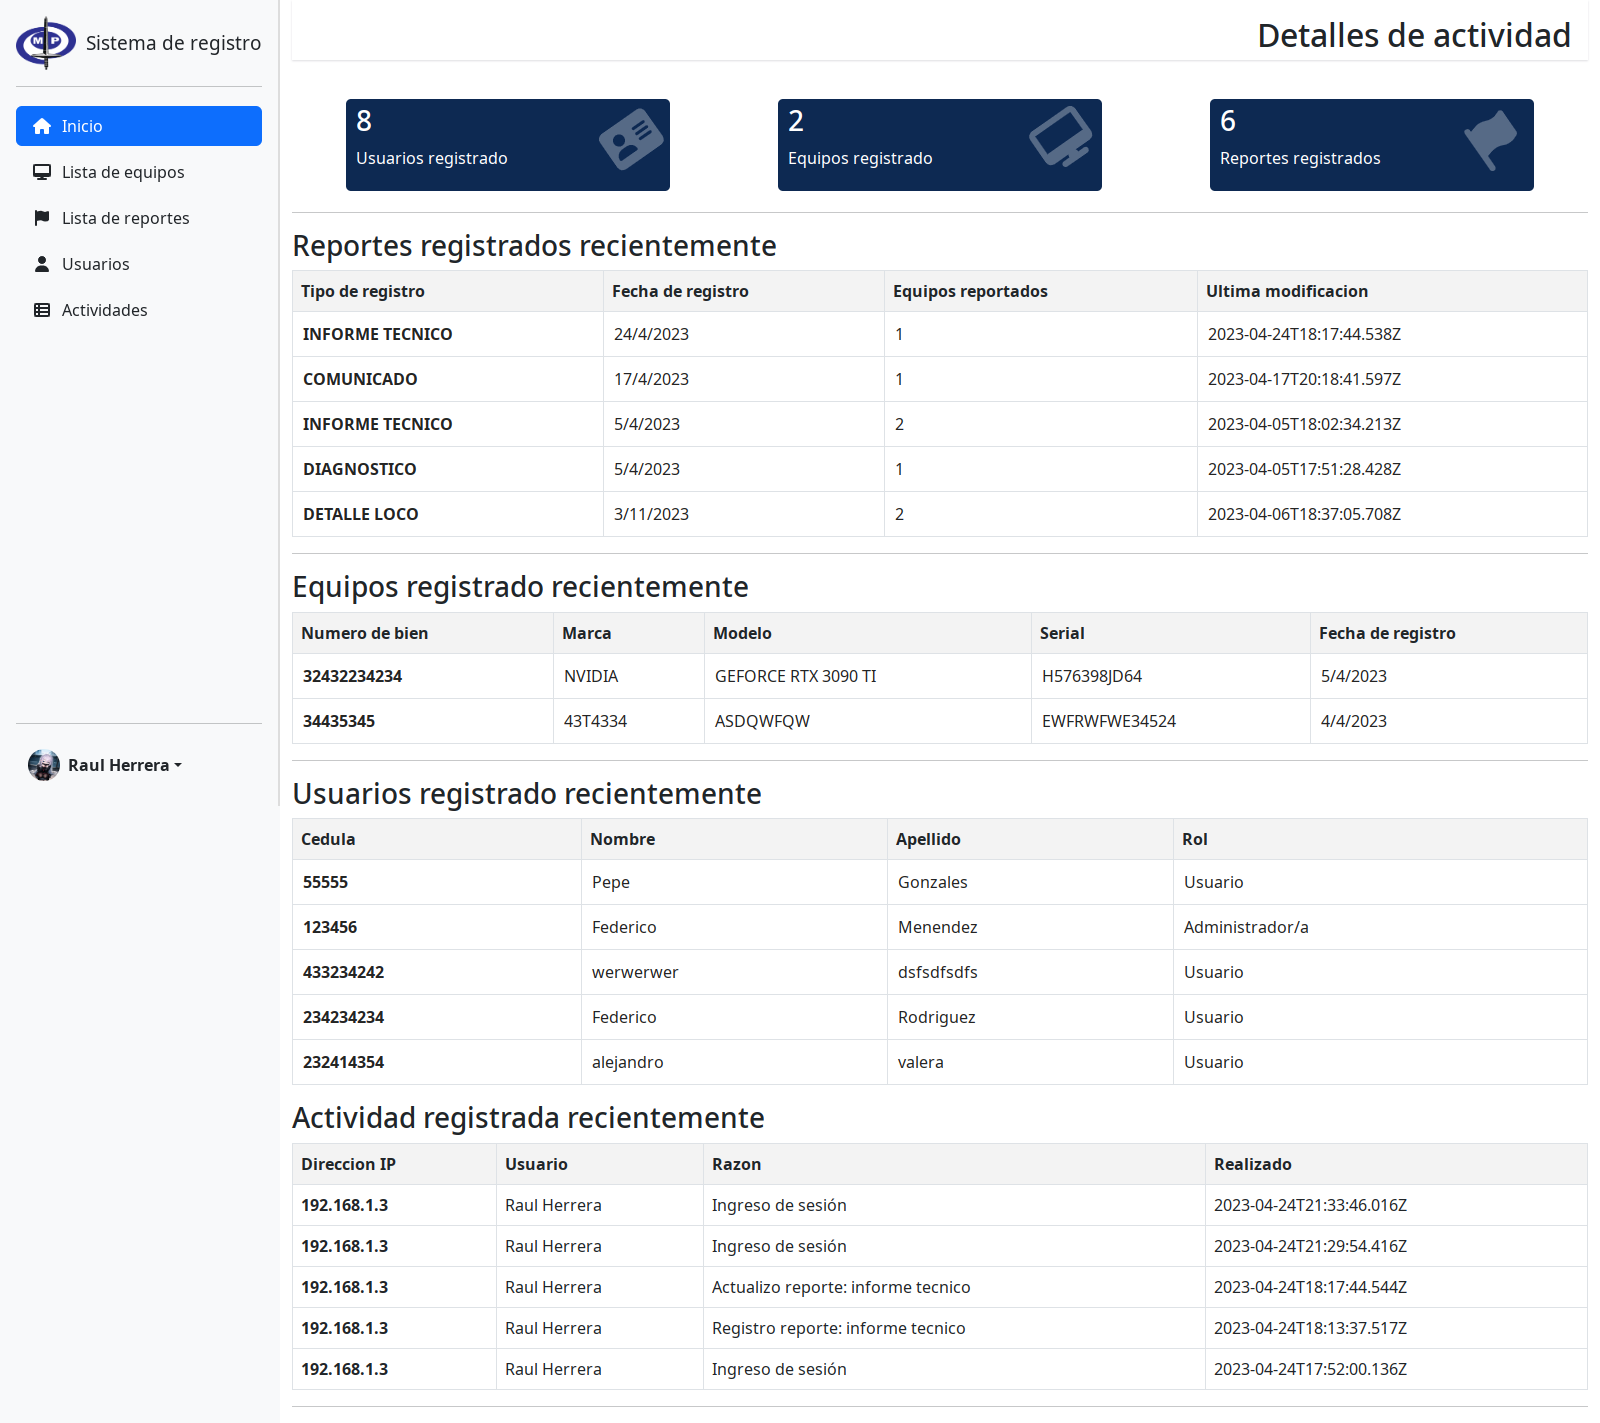 MP
Sistema de registro
Inicio
Lista de equipos
Lista de reportes
Usuarios
Actividades
Raul Herrera
Detalles de actividad
8
Usuarios registrado
2
Equipos registrado
6
Reportes registrados
Reportes registrados recientemente
Tipo de registro Fecha de registro Equipos reportados Ultima modificacion
INFORME TECNICO 24/4/2023 1 2023-04-24T18:17:44.538Z
COMUNICADO 17/4/2023 1 2023-04-17T20:18:41.597Z
INFORME TECNICO 5/4/2023 2 2023-04-05T18:02:34.213Z
DIAGNOSTICO 5/4/2023 1 2023-04-05T17:51:28.428Z
DETALLE LOCO 3/11/2023 2 2023-04-06T18:37:05.708Z
Equipos registrado recientemente
Numero de bien Marca Modelo Serial Fecha de registro
32432234234 NVIDIA GEFORCE RTX 3090 TI H576398JD64 5/4/2023
34435345 43T4334 ASDQWFQW EWFRWFWE34524 4/4/2023
Usuarios registrado recientemente
Cedula Nombre Apellido Rol
55555 Pepe Gonzales Usuario
123456 Federico Menendez Administrador/a
433234242 werwerwer dsfsdfsdfs Usuario
234234234 Federico Rodriguez Usuario
232414354 alejandro valera Usuario
Actividad registrada recientemente
Direccion IP Usuario Razon Realizado
192.168.1.3 Raul Herrera Ingreso de sesión 2023-04-24T21:33:46.016Z
192.168.1.3 Raul Herrera Ingreso de sesión 2023-04-24T21:29:54.416Z
192.168.1.3 Raul Herrera Actualizo reporte: informe tecnico 2023-04-24T18:17:44.544Z
192.168.1.3 Raul Herrera Registro reporte: informe tecnico 2023-04-24T18:13:37.517Z
192.168.1.3 Raul Herrera Ingreso de sesión 2023-04-24T17:52:00.136Z